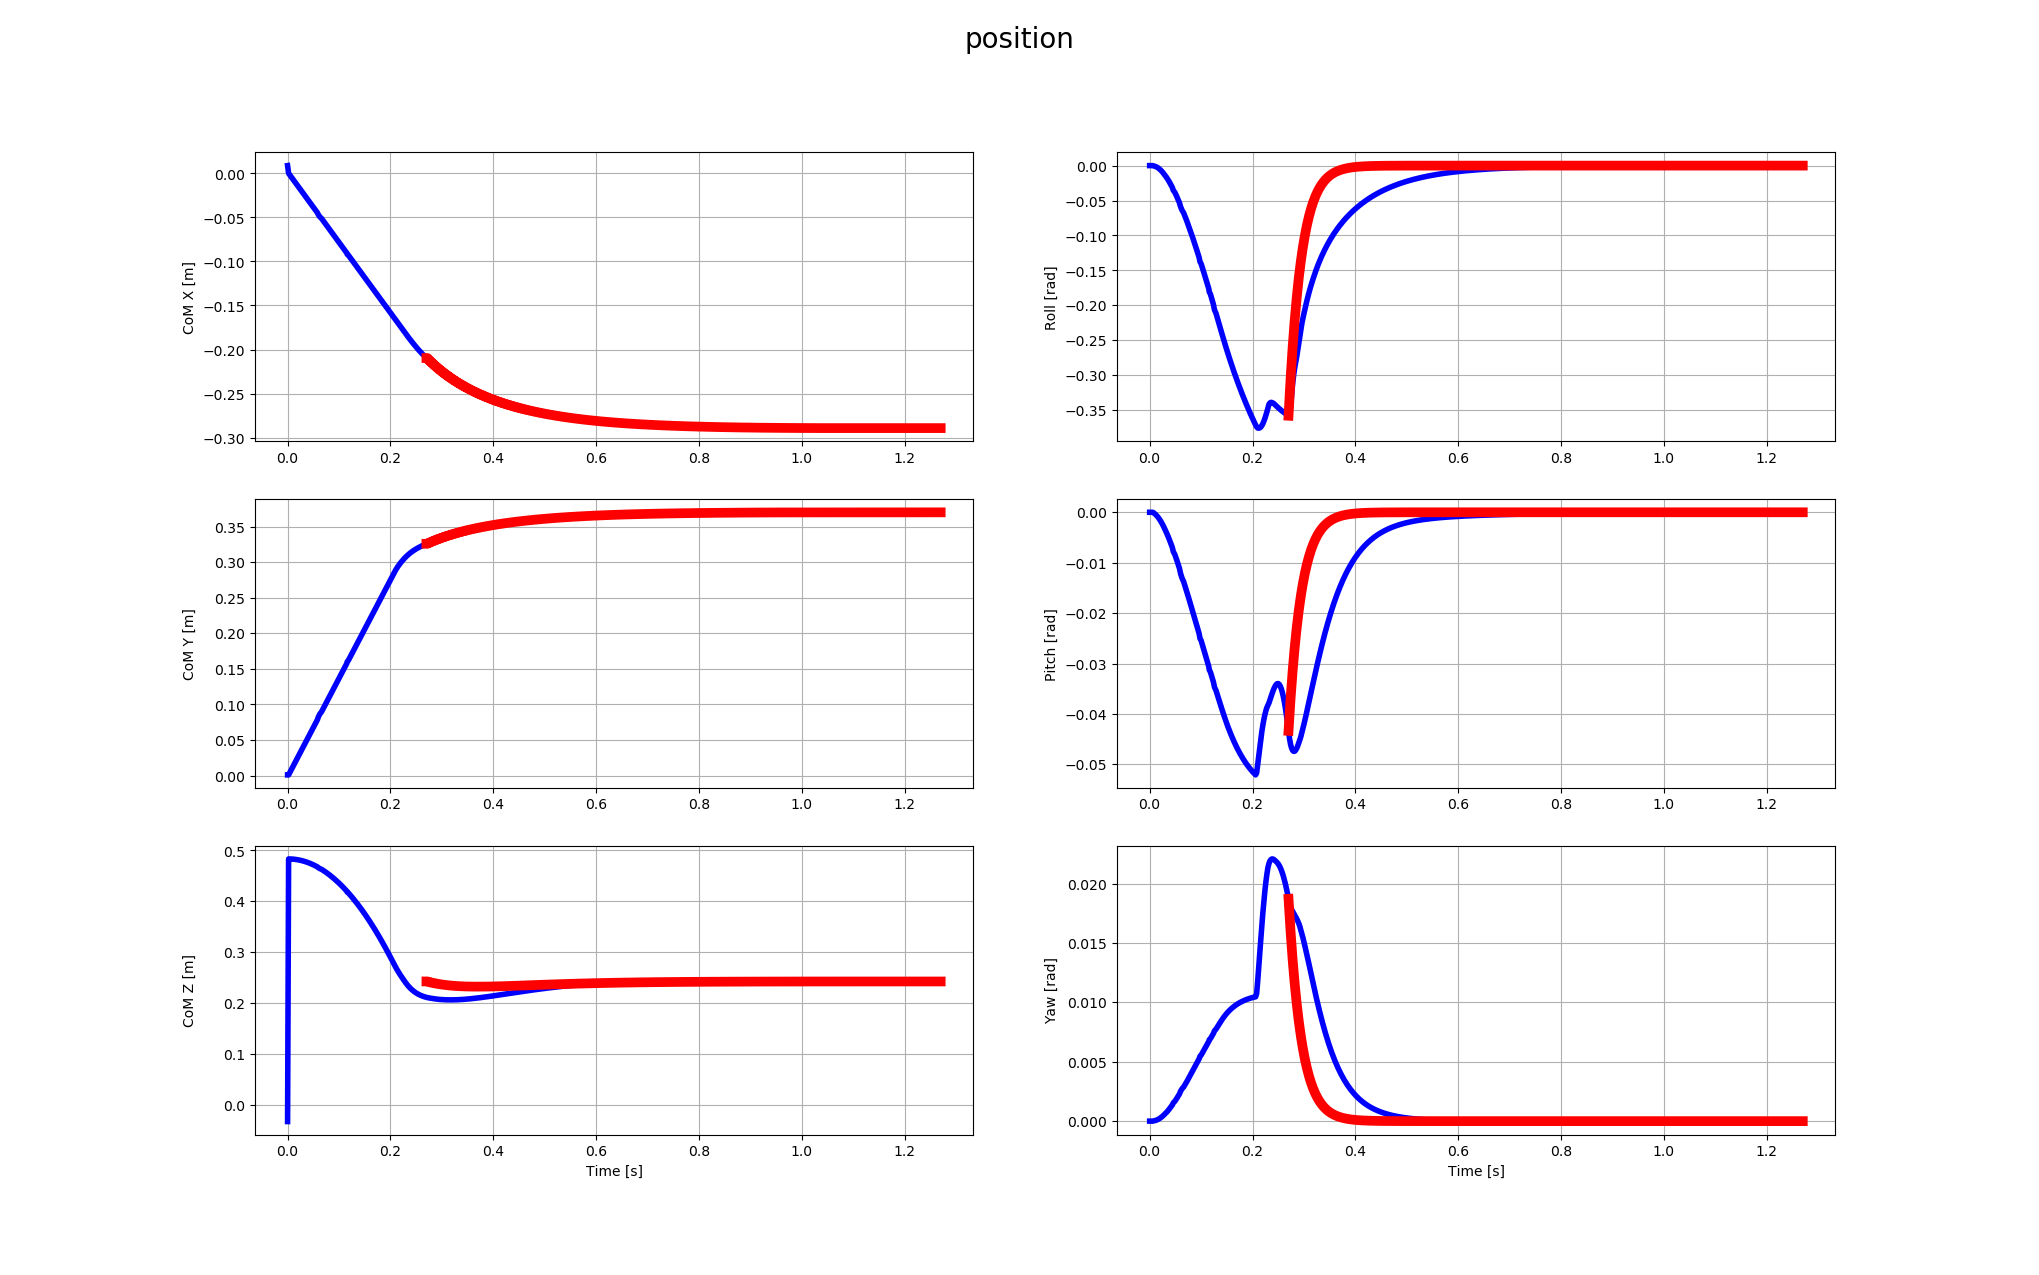 position
0.00
−0.05
−0.10
−0.15
−0.20
−0.25
−0.30
CoM X [m]
0.0 0.2 0.4 0.6 0.8 1.0 1.2
0.00
−0.05
−0.10
−0.15
−0.20
−0.25
−0.30
−0.35
Roll [rad]
0.0 0.2 0.4 0.6 0.8 1.0 1.2
0.35
0.30
0.25
0.20
0.15
0.10
0.05
0.00
CoM Y [m]
0.0 0.2 0.4 0.6 0.8 1.0 1.2
0.00
−0.01
−0.02
−0.03
−0.04
−0.05
Pitch [rad]
0.0 0.2 0.4 0.6 0.8 1.0 1.2
0.5
0.4
0.3
0.2
0.1
0.0
CoM Z [m]
0.0 0.2 0.4 0.6 0.8 1.0 1.2
Time [s]
0.020
0.015
0.010
0.005
0.000
Yaw [rad]
0.0 0.2 0.4 0.6 0.8 1.0 1.2
Time [s]